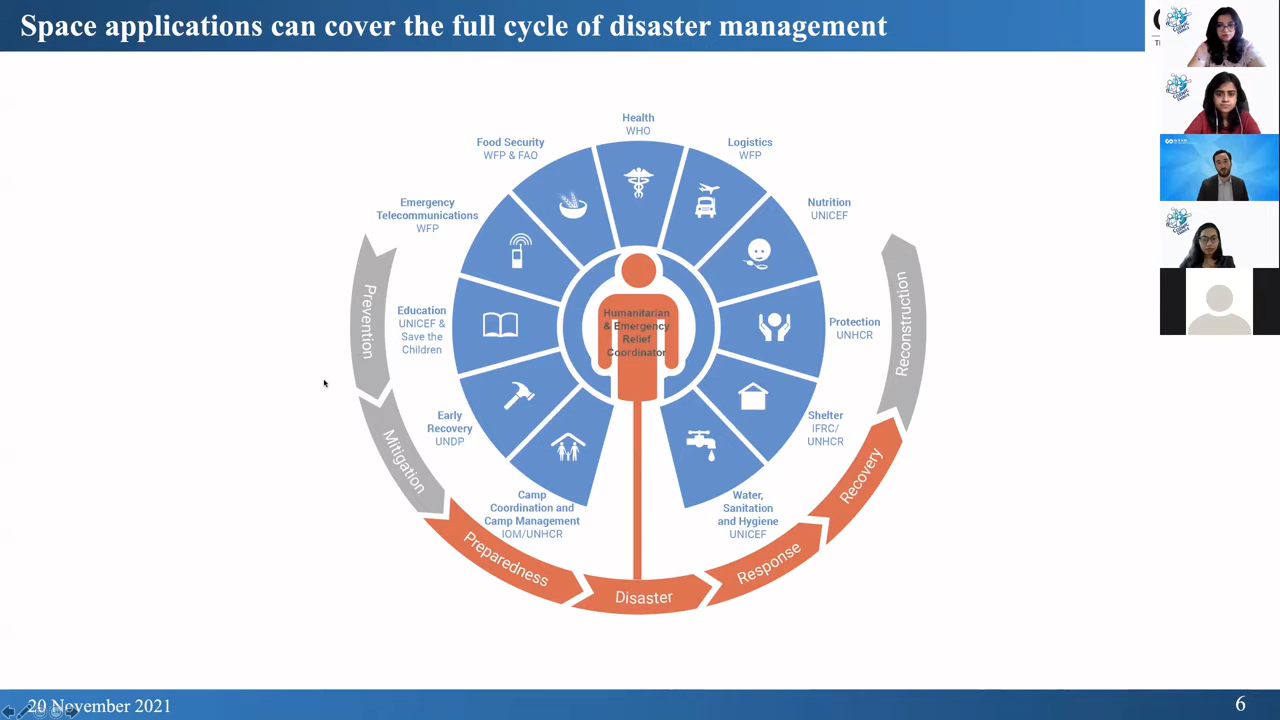 Space applications can cover the full cycle of disaster management
Health
WHO
Food Security
WFP & FAO
Logistics
WFP
Emergency
Telecommunications
WFP
Nutrition
UNICEF
Education
UNICEF &
Save the
Children
Protection
UNHCR
Humanitarian
& Emergency
Relief
Coordinator
Early
Recovery
UNDP
Shelter
IFRC/
UNHCR
Camp
Coordination and
Camp Management
IOM/UNHCR
Water,
Sanitation
and Hygiene
UNICEF
Prevention
Mitigation
Preparedness
Disaster
Response
Recovery
Reconstruction
20 November 2021
6